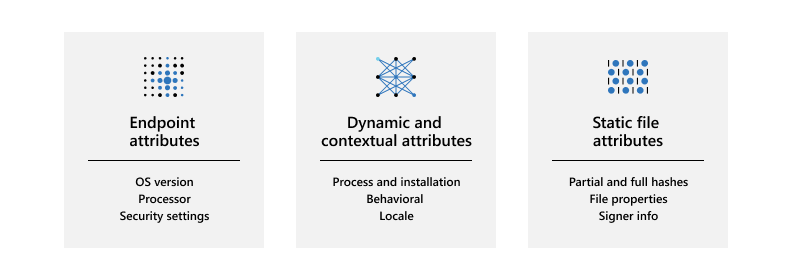 Endpoint
attributes
OS version
Processor
Security settings
Dynamic and
contextual attributes
Process and installation
Behavioral
Locale
Static file
attributes
Partial and full hashes
File properties
Signer info